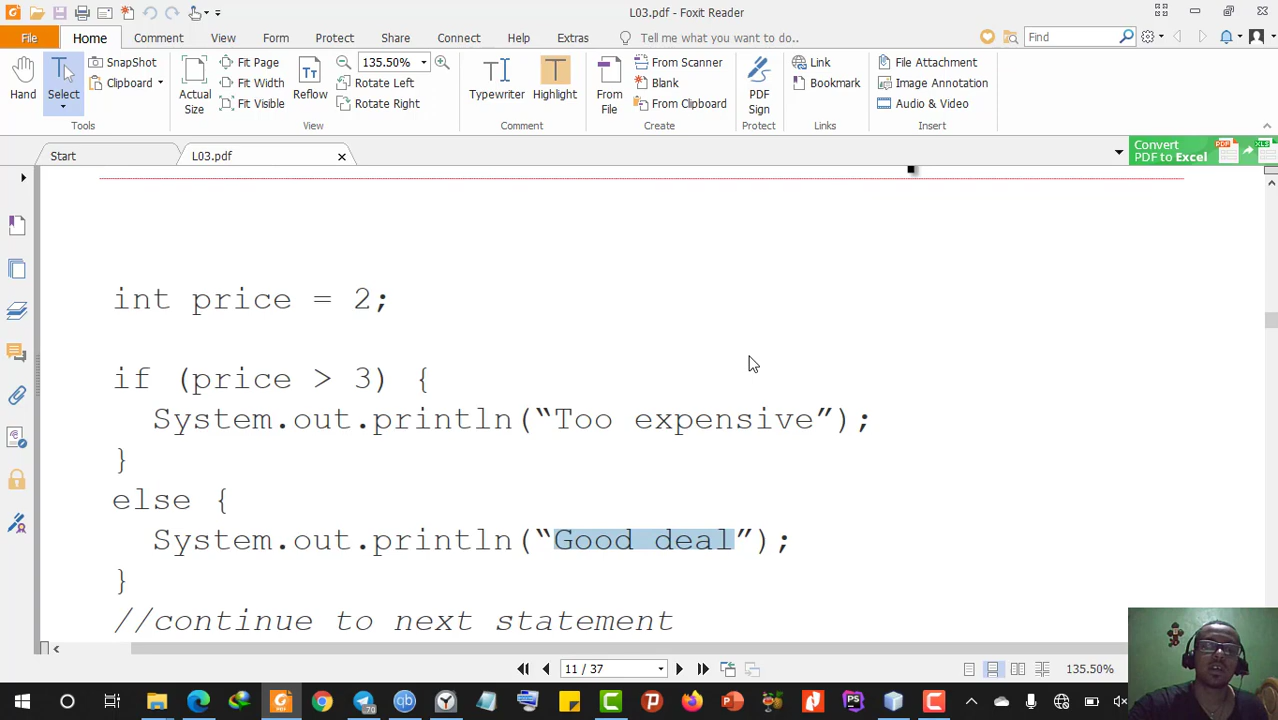 L03.pdf - Foxit Reader
File Home Comment View Form Protect Share Connect Help Extras Tell me what you want... Find
Hand
Select
SnapShot
Clipboard
Tools
Actual Size
Fit Page
Fit Width
Fit Visible
Reflow
135.50%
Rotate Left
Rotate Right
View
Typewriter
Highlight
Comment
From File
From Scanner
Blank
From Clipboard
Create
PDF Sign
Protect
Link
Bookmark
Links
File Attachment
Image Annotation
Audio & Video
Insert
Start
L03.pdf
Convert
PDF to Excel
PDF
XLS
int price = 2;
if (price > 3) {
System.out.println(“Too expensive”);
}
else {
System.out.println(“Good deal”);
}
//continue to next statement
11 / 37
135.50%
70
qb
PS